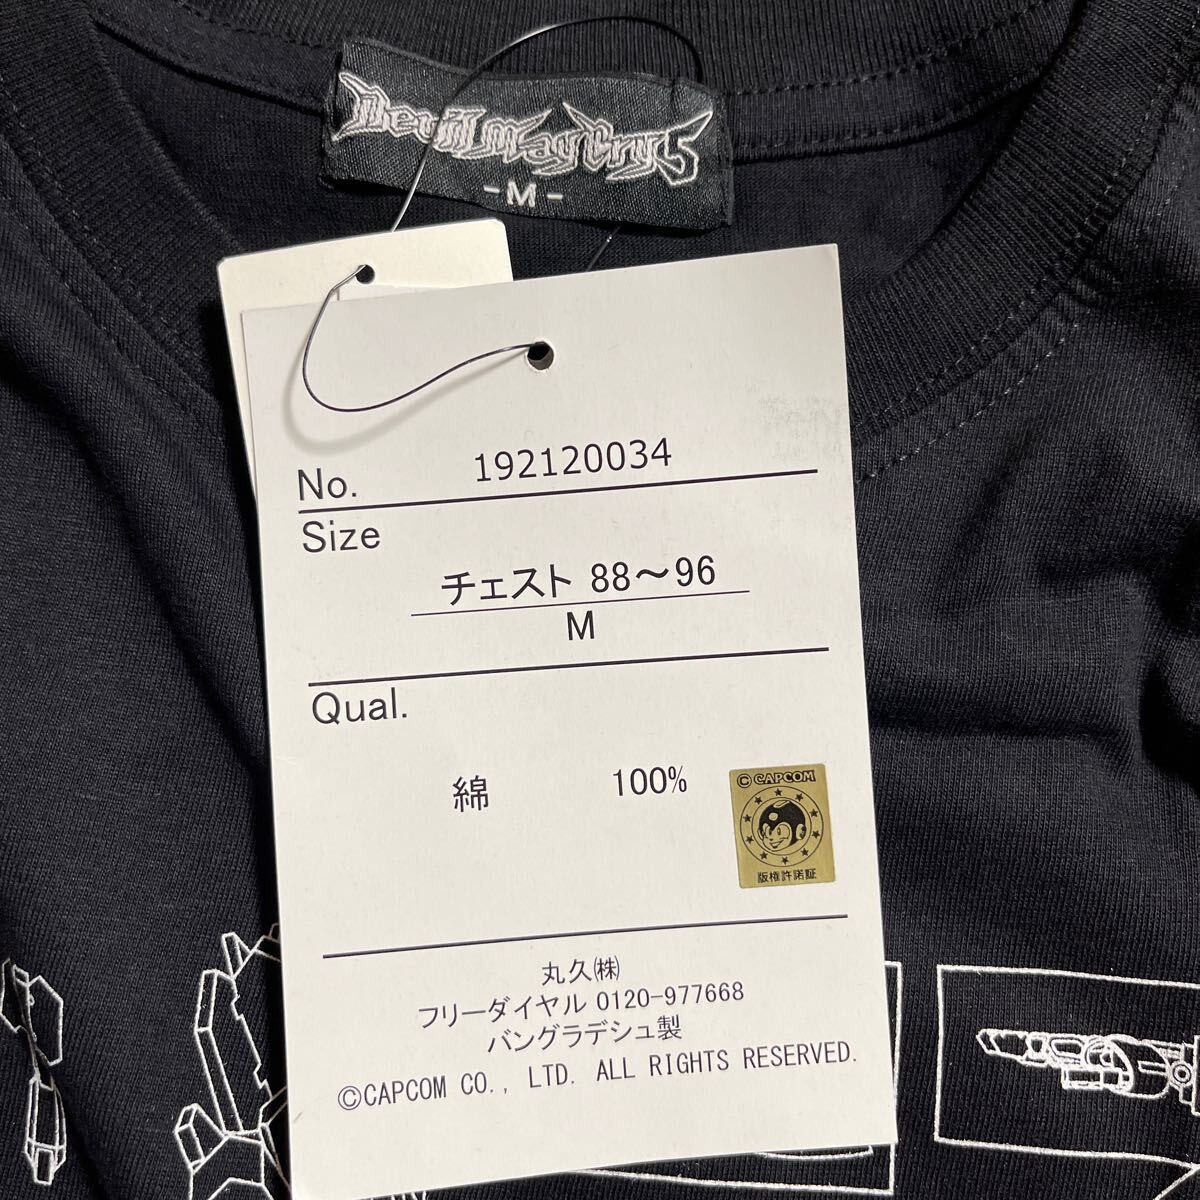 Devil May Cry 5
-M-
No. 192120034
Size
チェスト 88～96
M
Qual.
綿 100%
©CAPCOM
版権許諾証
丸久㈱
フリーダイヤル 0120-977668
バングラデシュ製
©CAPCOM CO., LTD. ALL RIGHTS RESERVED.